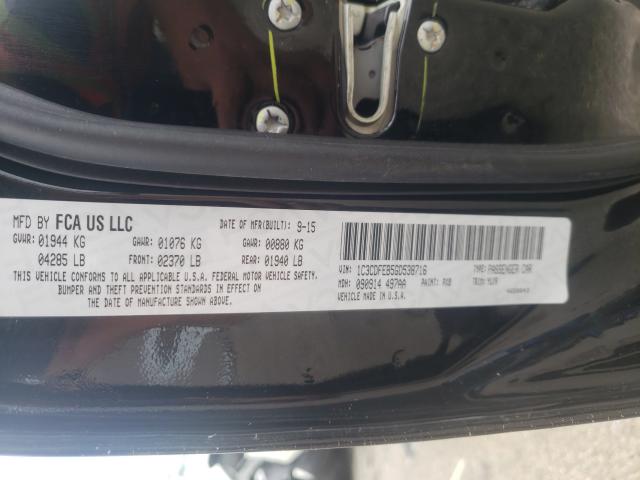 MFD BY FCA US LLC DATE OF MFR(BUILT): 9-15
GVWR: 01944 KG GAWR: 01076 KG GAWR: 00880 KG
04285 LB FRONT: 02370 LB REAR: 01940 LB
THIS VEHICLE CONFORMS TO ALL APPLICABLE U.S.A. FEDERAL MOTOR VEHICLE SAFETY,
BUMPER AND THEFT PREVENTION STANDARDS IN EFFECT ON
THE DATE OF MANUFACTURE SHOWN ABOVE.
VIN: 1C3CDFEB5GD538716 TYPE: PASSENGER CAR
MDH: 090914 497AA PAINT: PXB TRIM:
VEHICLE MADE IN U.S.A.